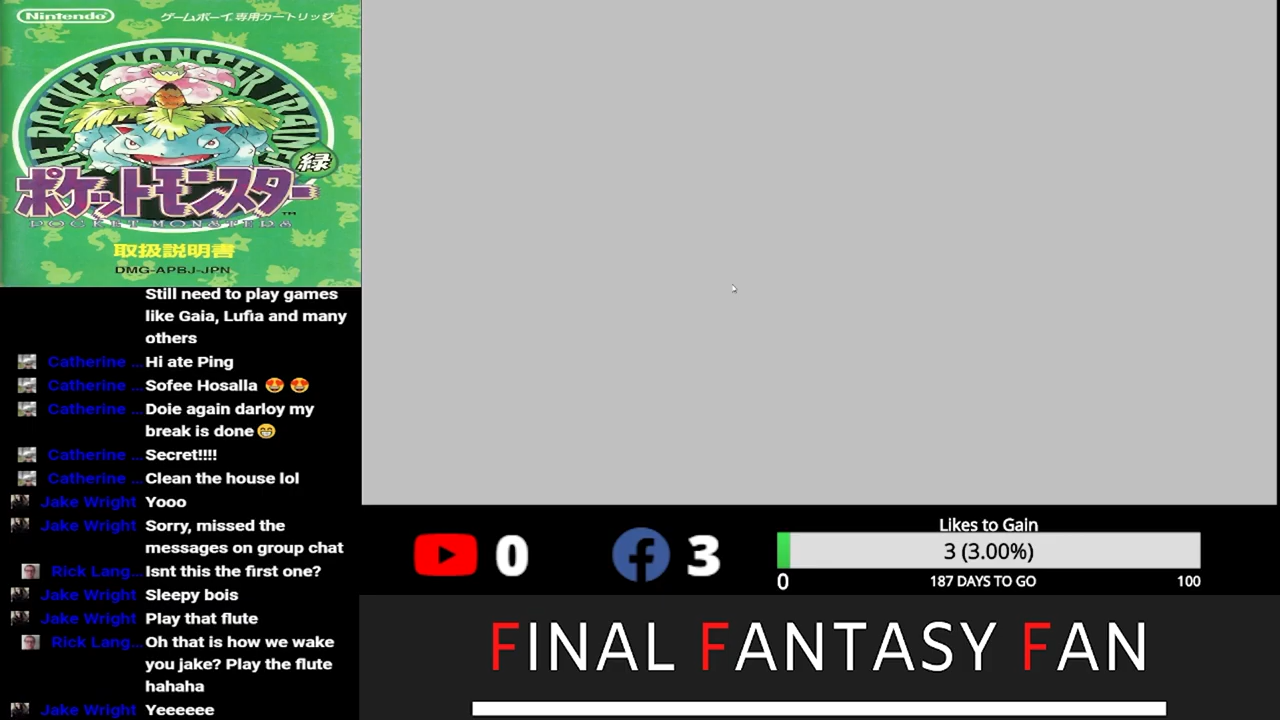 Nintendo
ゲームボーイ専用カートリッジ
THE POCKET MONSTER TRAINER
緑
ポケットモンスター
TM
POCKET MONSTERS
取扱説明書
DMG-APBJ-JPN
Still need to play games
like Gaia, Lufia and many
others
Catherine ... Hi ate Ping
Catherine ... Sofee Hosalla 🤩 🤩
Catherine ... Doie again darloy my
break is done😁
Catherine ... Secret!!!!
Catherine ... Clean the house lol
Jake Wright Yooo
Jake Wright Sorry, missed the
messages on group chat
Rick Lang... Isnt this the first one?
Jake Wright Sleepy bois
Jake Wright Play that flute
Rick Lang... Oh that is how we wake
you jake? Play the flute
hahaha
Jake Wright Yeeeeee
0
3
Likes to Gain
3 (3.00%)
0 187 DAYS TO GO 100
FINAL FANTASY FAN